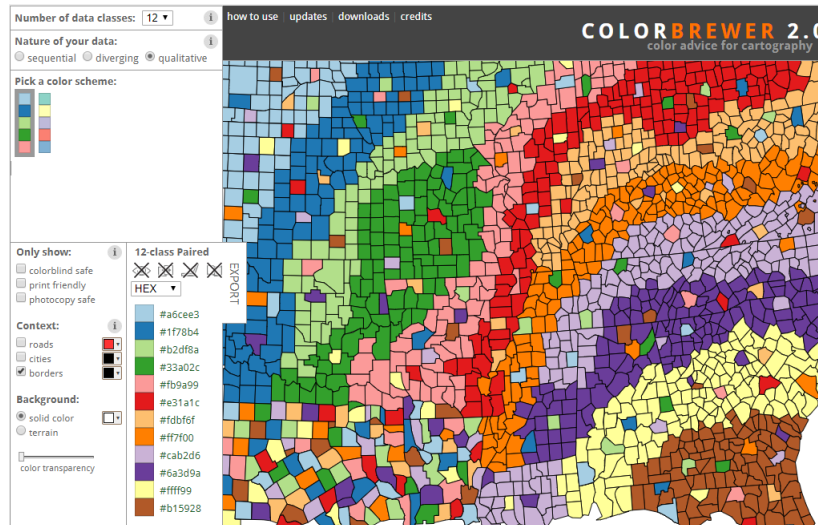 Number of data classes: 12
i
how to use | updates | downloads | credits
COLORBREWER 2.0
color advice for cartography
Nature of your data:
i
sequential diverging qualitative
Pick a color scheme:
Only show:
i
colorblind safe
print friendly
photocopy safe
Context:
i
roads
cities
borders
Background:
solid color
terrain
color transparency
12-class Paired
EXPORT
HEX
#a6cee3
#1f78b4
#b2df8a
#33a02c
#fb9a99
#e31a1c
#fdbf6f
#ff7f00
#cab2d6
#6a3d9a
#ffff99
#b15928